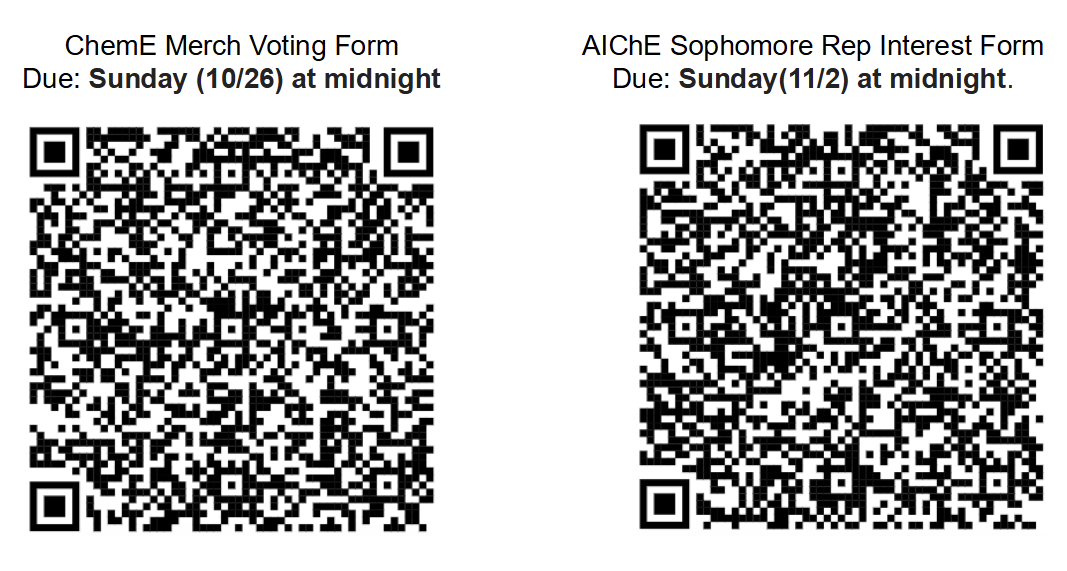 ChemE Merch Voting Form
Due: Sunday (10/26) at midnight
AIChE Sophomore Rep Interest Form
Due: Sunday(11/2) at midnight.